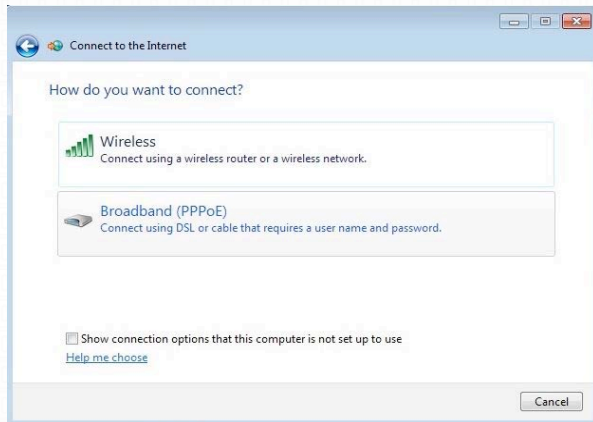 Connect to the Internet
How do you want to connect?
Wireless
Connect using a wireless router or a wireless network.
Broadband (PPPoE)
Connect using DSL or cable that requires a user name and password.
Show connection options that this computer is not set up to use
Help me choose
Cancel